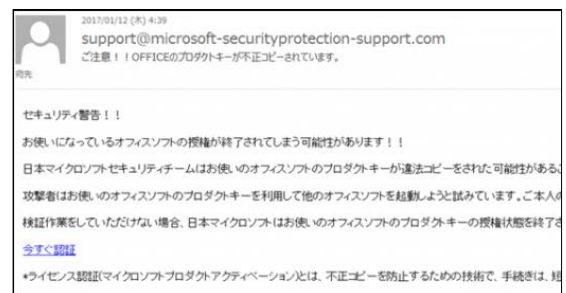 2017/01/12 (木) 4:39
support@microsoft-securityprotection-support.com
ご注意！！OFFICEのプロダクトキーが不正コピーされています。
宛先
セキュリティ警告！！
お使いになっているオフィスソフトの授権が終了されてしまう可能性があります！！
日本マイクロソフトセキュリティチームはお使いのオフィスソフトのプロダクトキーが違法コピーをされた可能性がある
攻撃者はお使いのオフィスソフトのプロダクトキーを利用して他のオフィスソフトを起動しようと試みています。ご本人の
検証作業をしていただけない場合、日本マイクロソフトはお使いのオフィスソフトのプロダクトキーの授権状態を終了さ
今すぐ認証
*ライセンス認証(マイクロソフトプロダクトアクティベーション)とは、不正コピーを防止するための技術で、手続きは、短